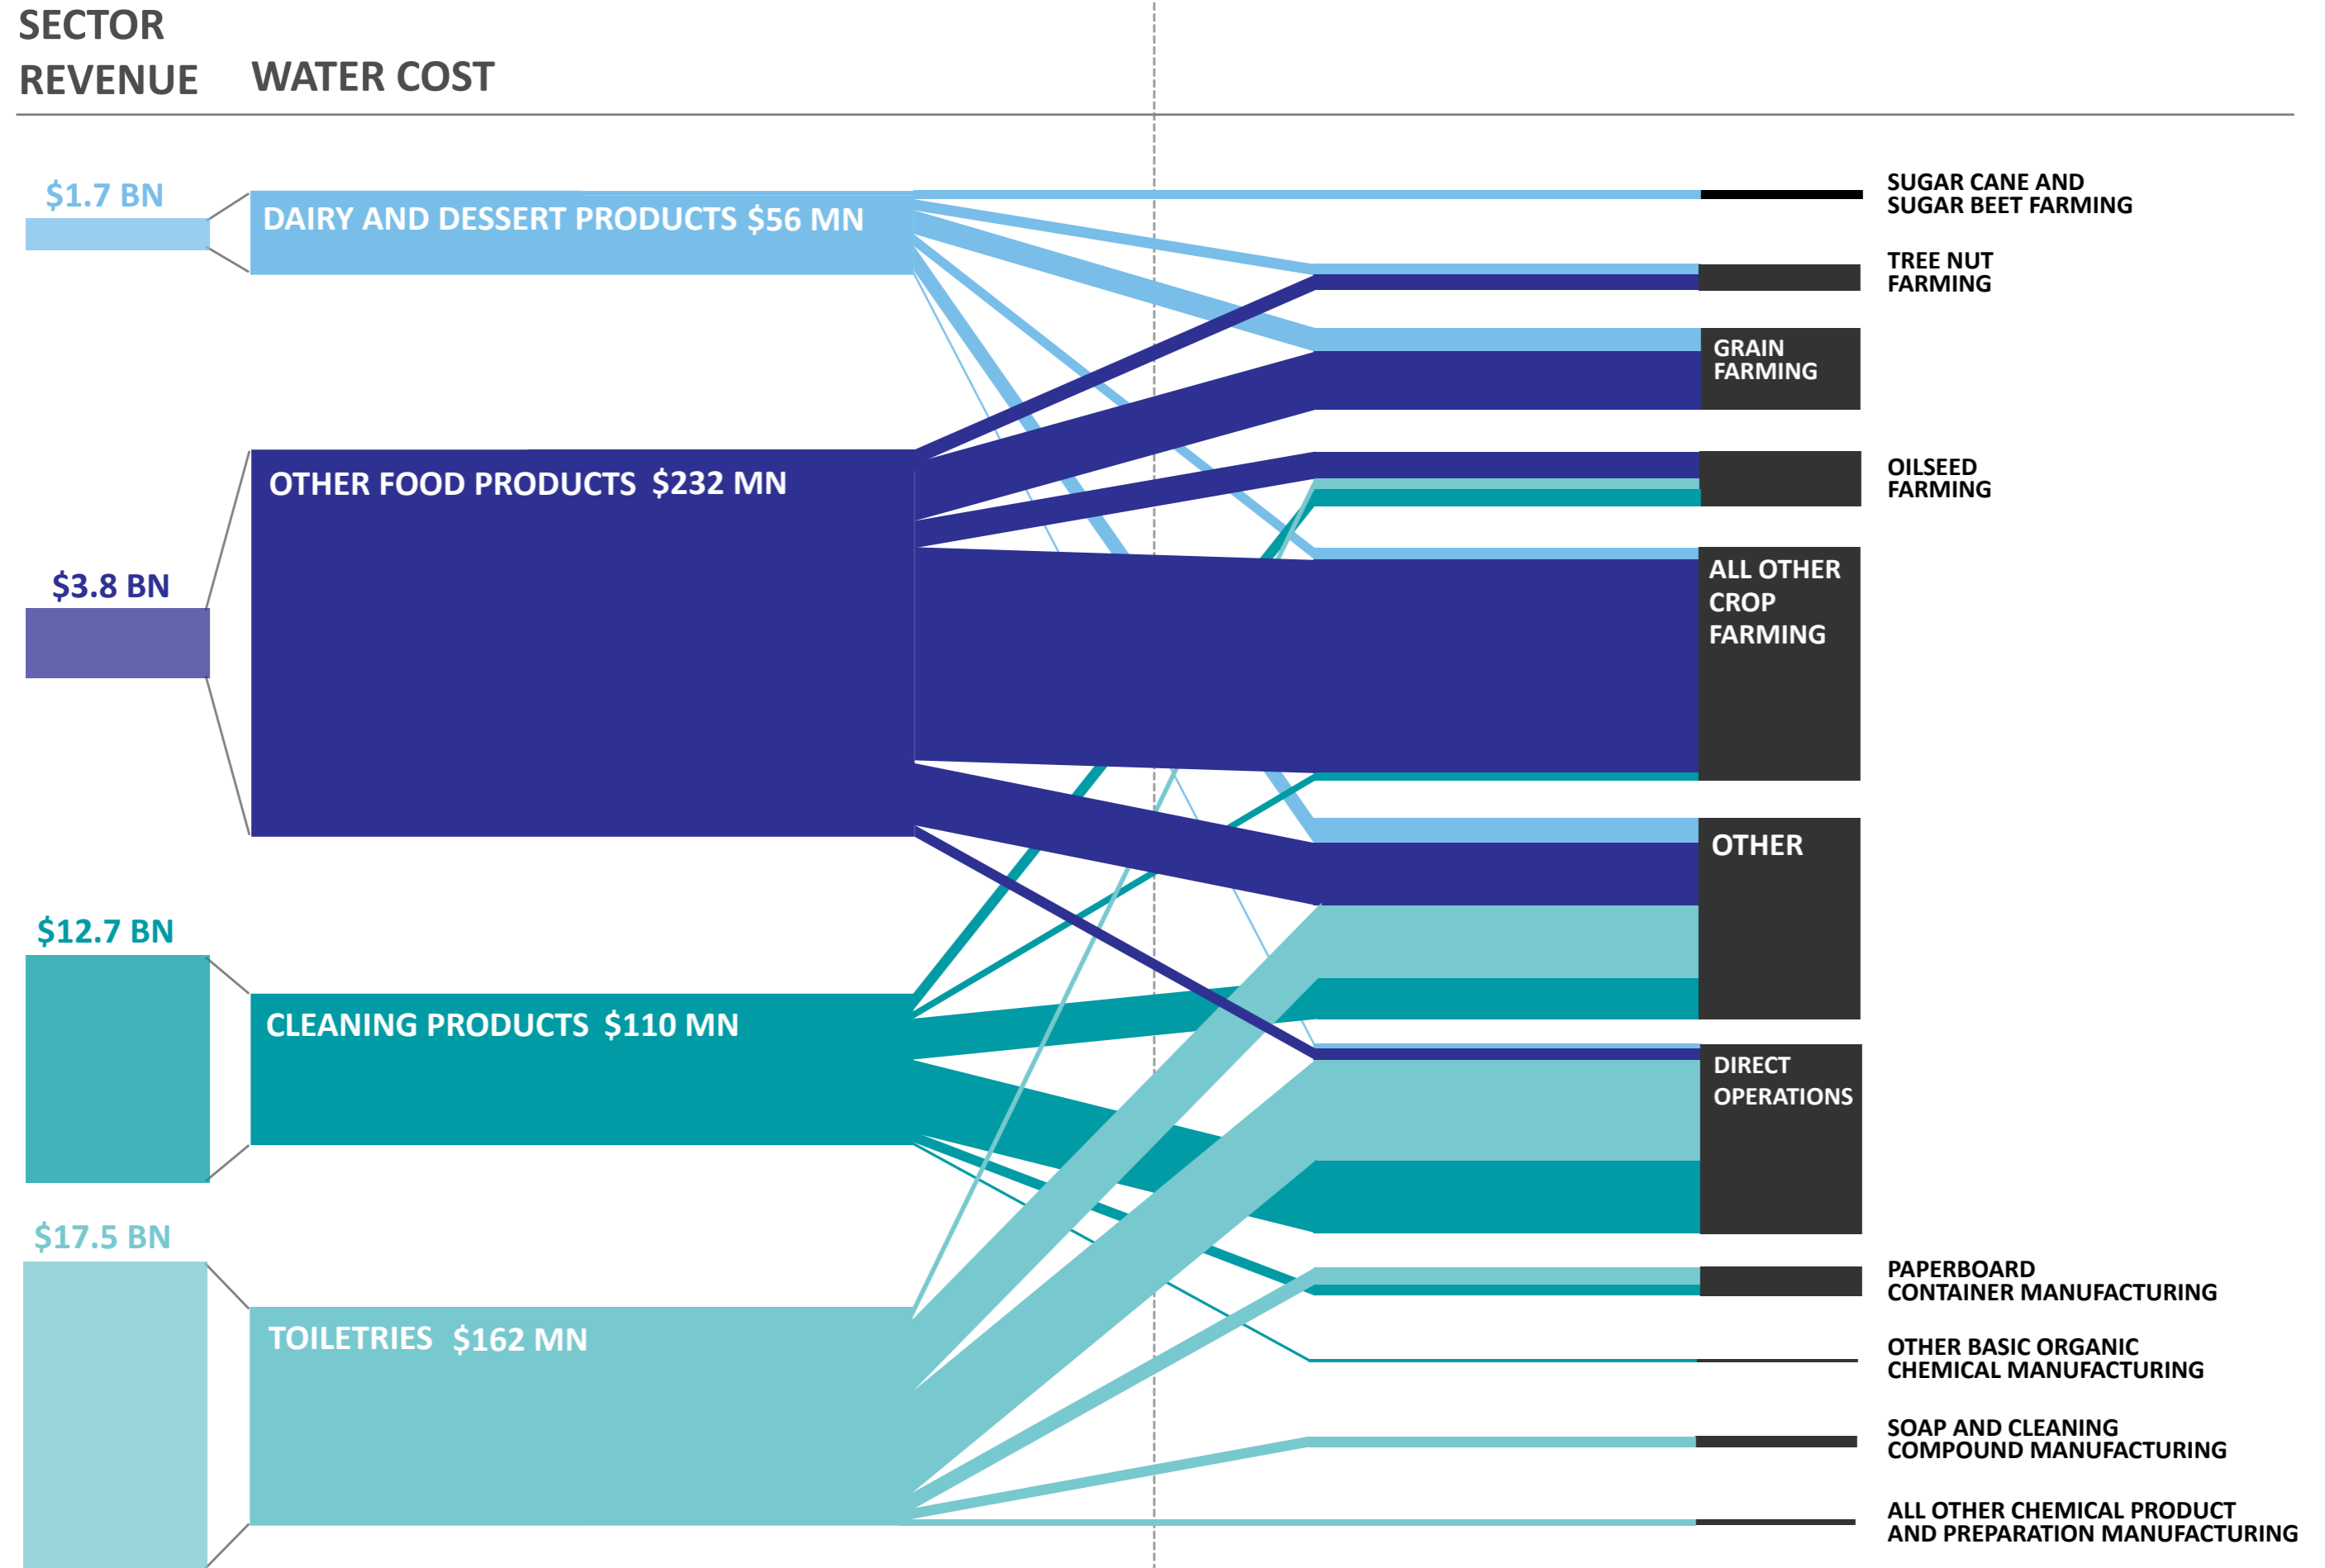 SECTOR
REVENUE
WATER COST
$1.7 BN
DAIRY AND DESSERT PRODUCTS $56 MN
$3.8 BN
OTHER FOOD PRODUCTS $232 MN
$12.7 BN
CLEANING PRODUCTS $110 MN
$17.5 BN
TOILETRIES $162 MN
SUGAR CANE AND
SUGAR BEET FARMING
TREE NUT
FARMING
GRAIN
FARMING
OILSEED
FARMING
ALL OTHER
CROP
FARMING
OTHER
DIRECT
OPERATIONS
PAPERBOARD
CONTAINER MANUFACTURING
OTHER BASIC ORGANIC
CHEMICAL MANUFACTURING
SOAP AND CLEANING
COMPOUND MANUFACTURING
ALL OTHER CHEMICAL PRODUCT
AND PREPARATION MANUFACTURING